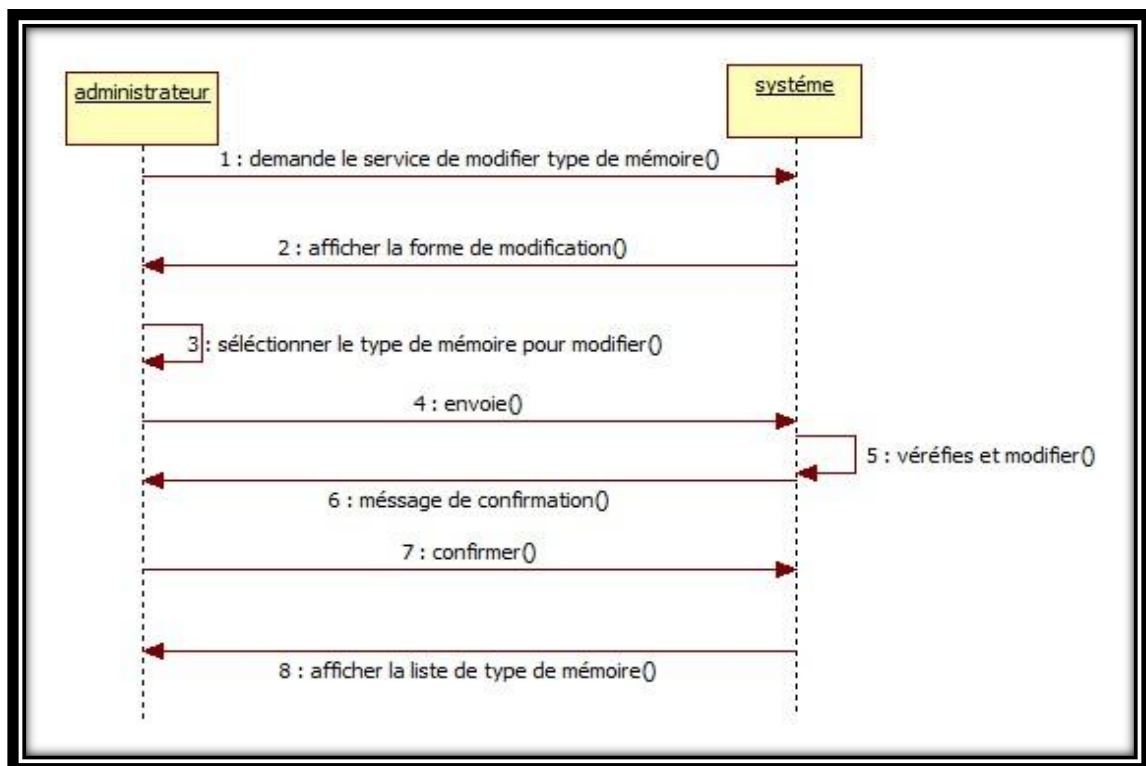 administrateur
systéme
1 : demande le service de modifier type de mémoire()
2 : afficher la forme de modification()
3 : séléctionner le type de mémoire pour modifier()
4 : envoie()
5 : véréfies et modifier()
6 : méssage de confirmation()
7 : confirmer()
8 : afficher la liste de type de mémoire()